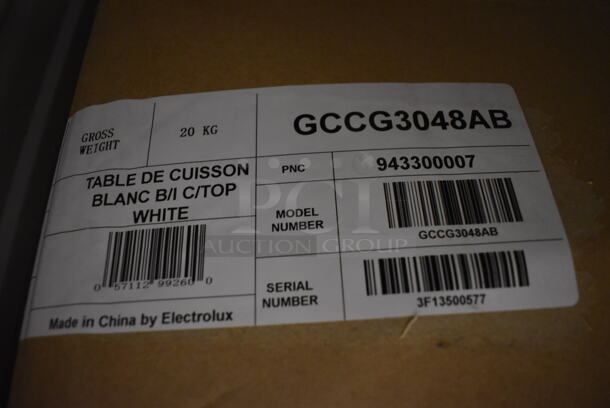 GROSS
WEIGHT
20 KG
GCCG3048AB
TABLE DE CUISSON
BLANC B/I C/TOP
WHITE
PNC
943300007
MODEL
NUMBER
GCCG3048AB
0 57112 99260 0
SERIAL
NUMBER
3F13500577
Made in China by Electrolux
PCI
AUCTION GROUP